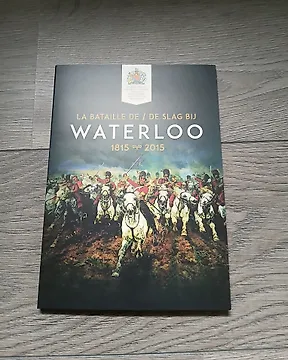 LA BATAILLE DE / DE SLAG BIJ
WATERLOO
1815 2015